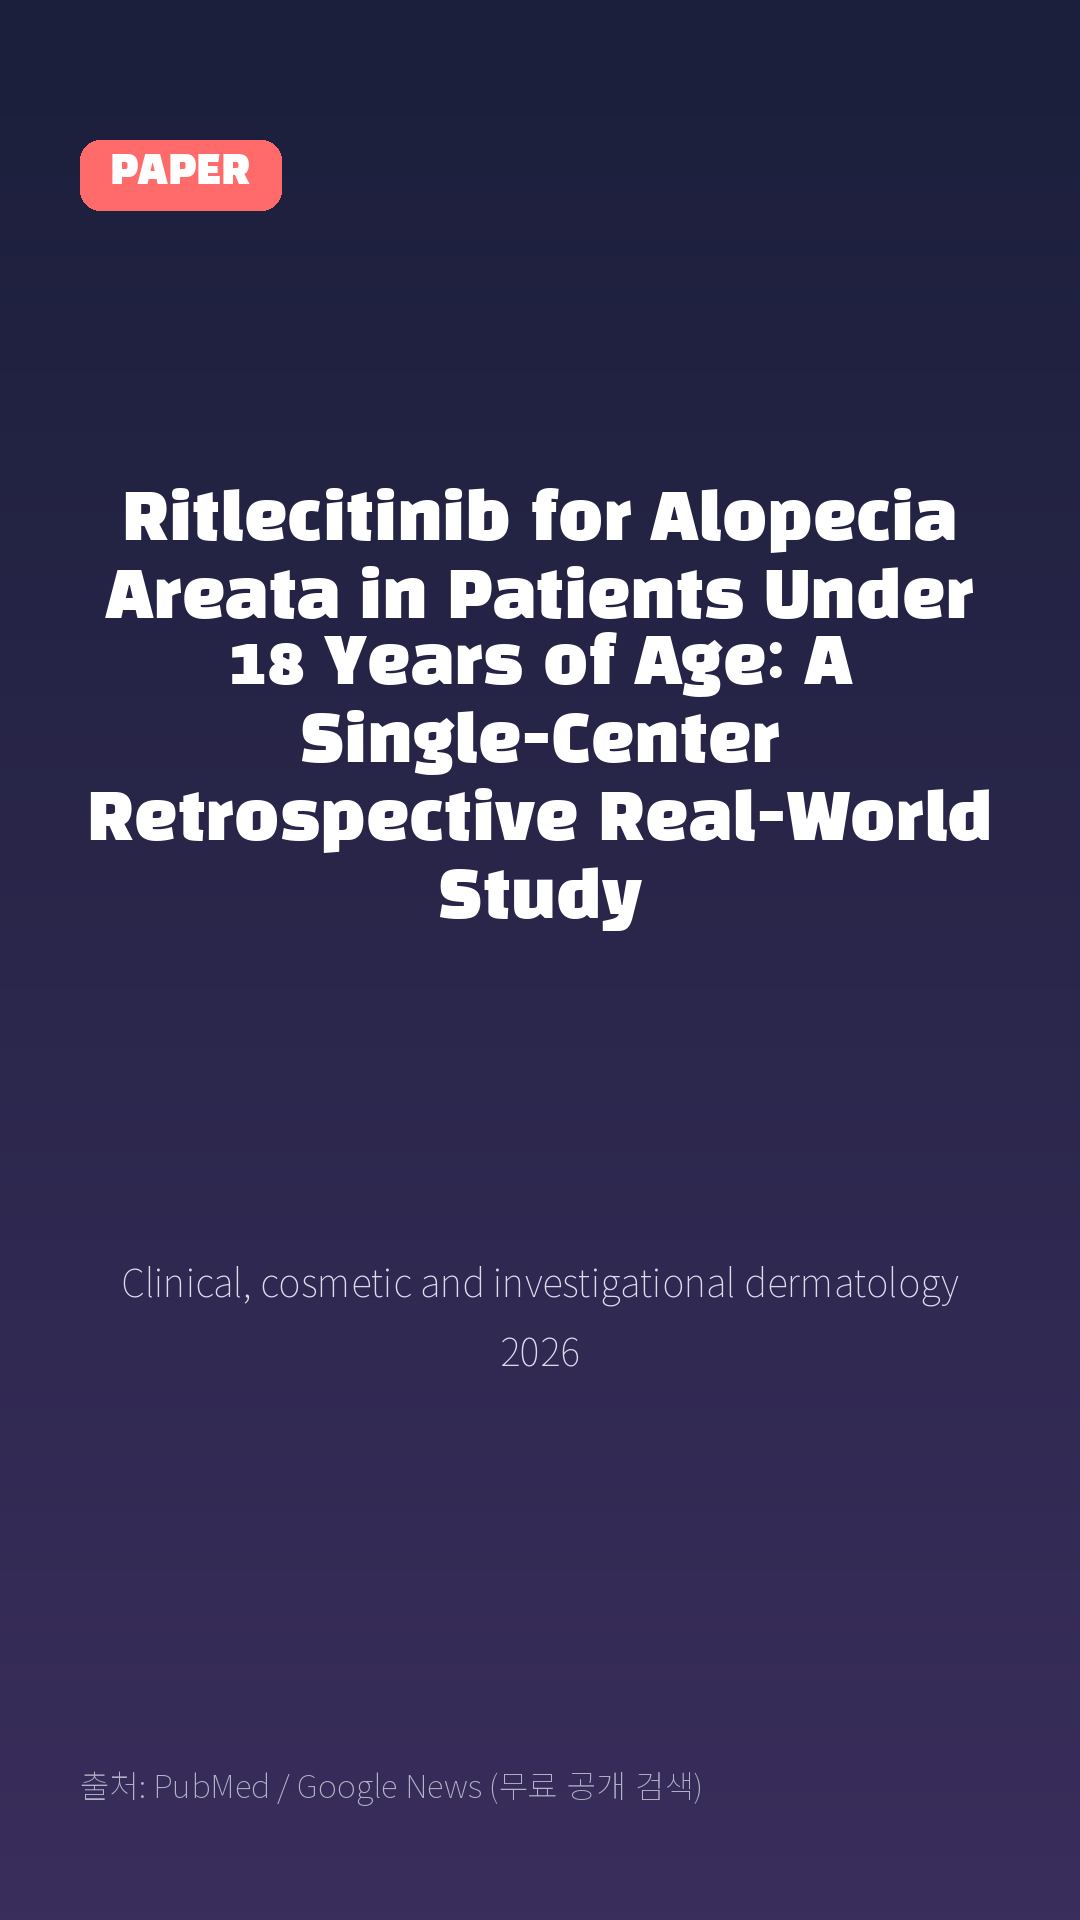 PAPER
Ritlecitinib for Alopecia
Areata in Patients Under
18 Years of Age: A
Single-Center
Retrospective Real-World
Study
Clinical, cosmetic and investigational dermatology
2026
출처: PubMed / Google News (무료 공개 검색)